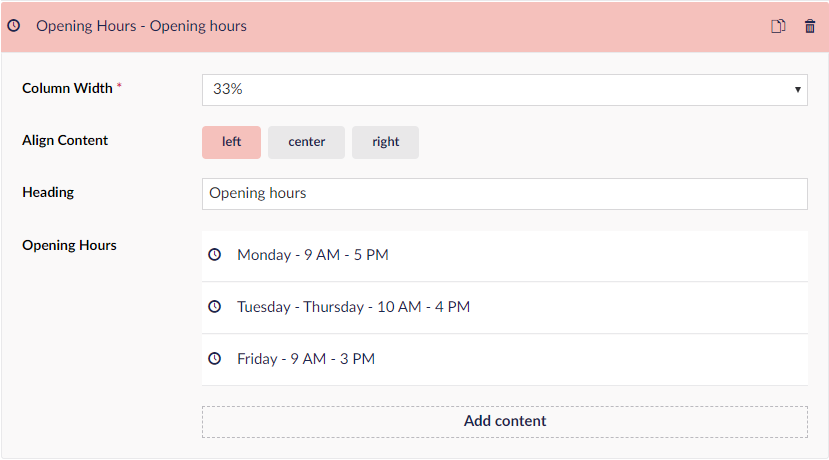 Opening Hours - Opening hours
Column Width *
33%
Align Content
left center right
Heading
Opening hours
Opening Hours
Monday - 9 AM - 5 PM
Tuesday - Thursday - 10 AM - 4 PM
Friday - 9 AM - 3 PM
Add content